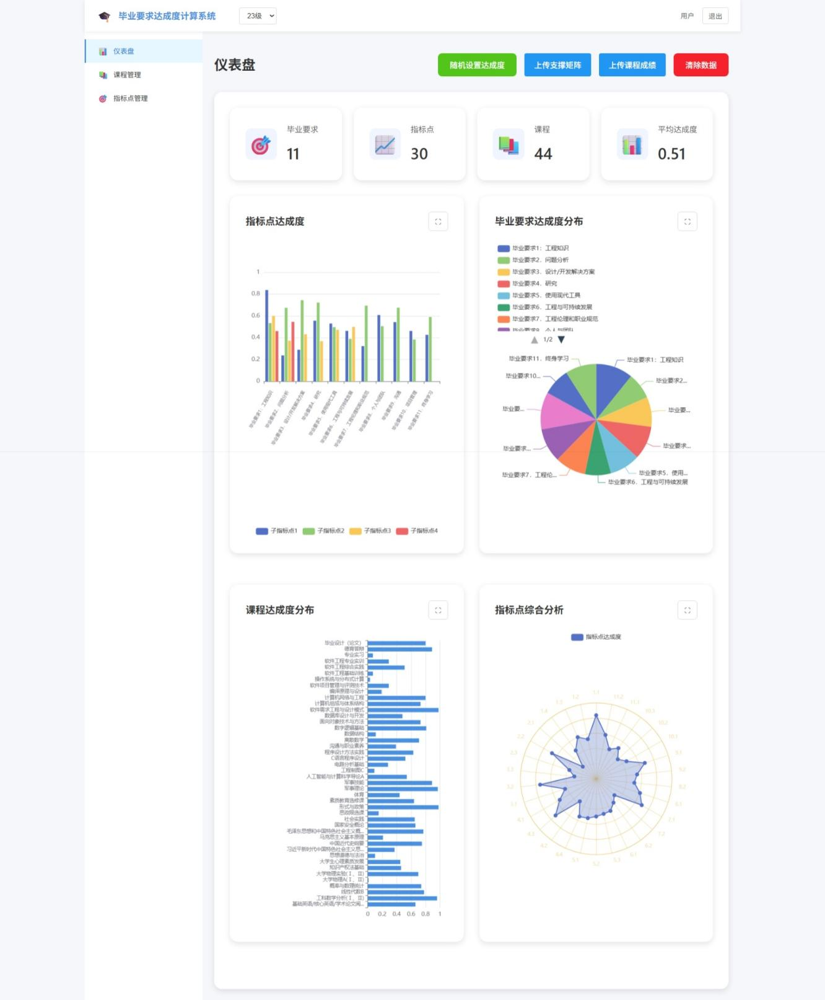 毕业要求达成度计算系统
23级
用户
退出
仪表盘
课程管理
指标点管理
仪表盘
随机设置达成度
上传支撑矩阵
上传课程成绩
清除数据
毕业要求
11
指标点
30
课程
44
平均达成度
0.51
指标点达成度
1
0.8
0.6
0.4
0.2
0
毕业要求1：工程知识
毕业要求2．问题分析
毕业要求3．设计/开发解决方案
毕业要求4．研究
毕业要求5．使用现代工具
毕业要求6．工程与可持续发展
毕业要求7．工程伦理和职业规范
毕业要求8．个人与团队
毕业要求9．沟通
毕业要求10．项目管理
毕业要求11．终身学习
子指标点1
子指标点2
子指标点3
子指标点4
毕业要求达成度分布
毕业要求1：工程知识
毕业要求2．问题分析
毕业要求3．设计/开发解决方案
毕业要求4．研究
毕业要求5．使用现代工具
毕业要求6．工程与可持续发展
毕业要求7．工程伦理和职业规范
毕业要求8．个人与团队
1/2
毕业要求11．终身学习
毕业要求1：工程知识
毕业要求10...
毕业要求2...
毕业要...
毕业要...
毕业要求...
毕业要求...
毕业要求7．工程伦...
毕业要求5．使用...
毕业要求6．工程与可持续发展
课程达成度分布
毕业设计（论文）
德育答辩
专业实习
软件工程专业实训
软件工程综合实践
软件工程基础训练
操作系统与分布式计算
软件项目管理与评测技术
编译原理与设计
计算机网络与工程
计算机组成与体系结构
软件需求工程与设计模式
数据库设计与开发
面向对象技术与方法
数字逻辑基础
数据结构
离散数学
沟通与职业素养
程序设计方法实践
C语言程序设计
电路分析基础
工程制图C
人工智能与计算科学导论A
军事技能
军事理论
体育
素质教育选修课
形式与政策
思政限选课
社会实践
国家安全概论
毛泽东思想和中国特色社会主义概...
马克思主义基本原理
中国近代史纲要
习近平新时代中国特色社会主义思...
思想道德与法治
大学生心理素质发展
知识产权法基础
大学物理实验(Ⅰ、Ⅱ)
大学物理A(Ⅰ、Ⅱ)
概率与数理统计
线性代数B
工科数学分析(Ⅰ、Ⅱ)
基础英语/核心英语/学术论文阅...
0 0.2 0.4 0.6 0.8 1
指标点综合分析
指标点达成度
1.1
1.2
1.3
1.4
2.1
2.2
2.3
3.3
3.2
3.1
4.1
4.3
4.2
4.4
5.1
5.2
5.3
6.1
6.2
7.2
7.1
8.1
8.2
9.2
9.1
10.1
10.2
10.3
11.1
11.2